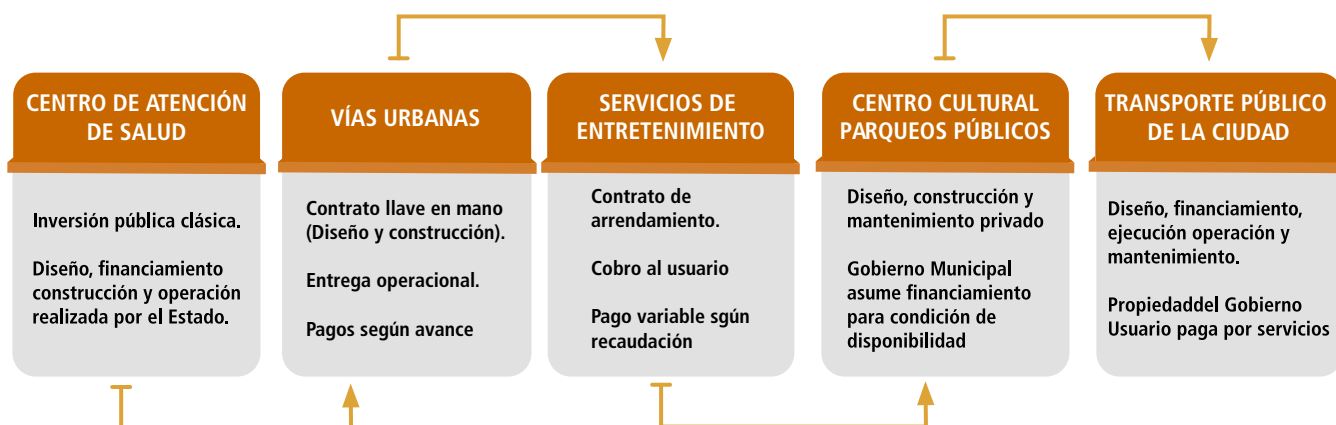 CENTRO DE ATENCIÓN
DE SALUD
Inversión pública clásica.
Diseño, financiamiento
construcción y operación
realizada por el Estado.
VÍAS URBANAS
Contrato llave en mano
(Diseño y construcción).
Entrega operacional.
Pagos según avance
SERVICIOS DE
ENTRETENIMIENTO
Contrato de
arrendamiento.
Cobro al usuario
Pago variable sgún
recaudación
CENTRO CULTURAL
PARQUEOS PÚBLICOS
Diseño, construcción y
mantenimiento privado
Gobierno Municipal
asume financiamiento
para condición de
disponibilidad
TRANSPORTE PÚBLICO
DE LA CIUDAD
Diseño, financiamiento,
ejecución operación y
mantenimiento.
Propiedaddel Gobierno
Usuario paga por servicios